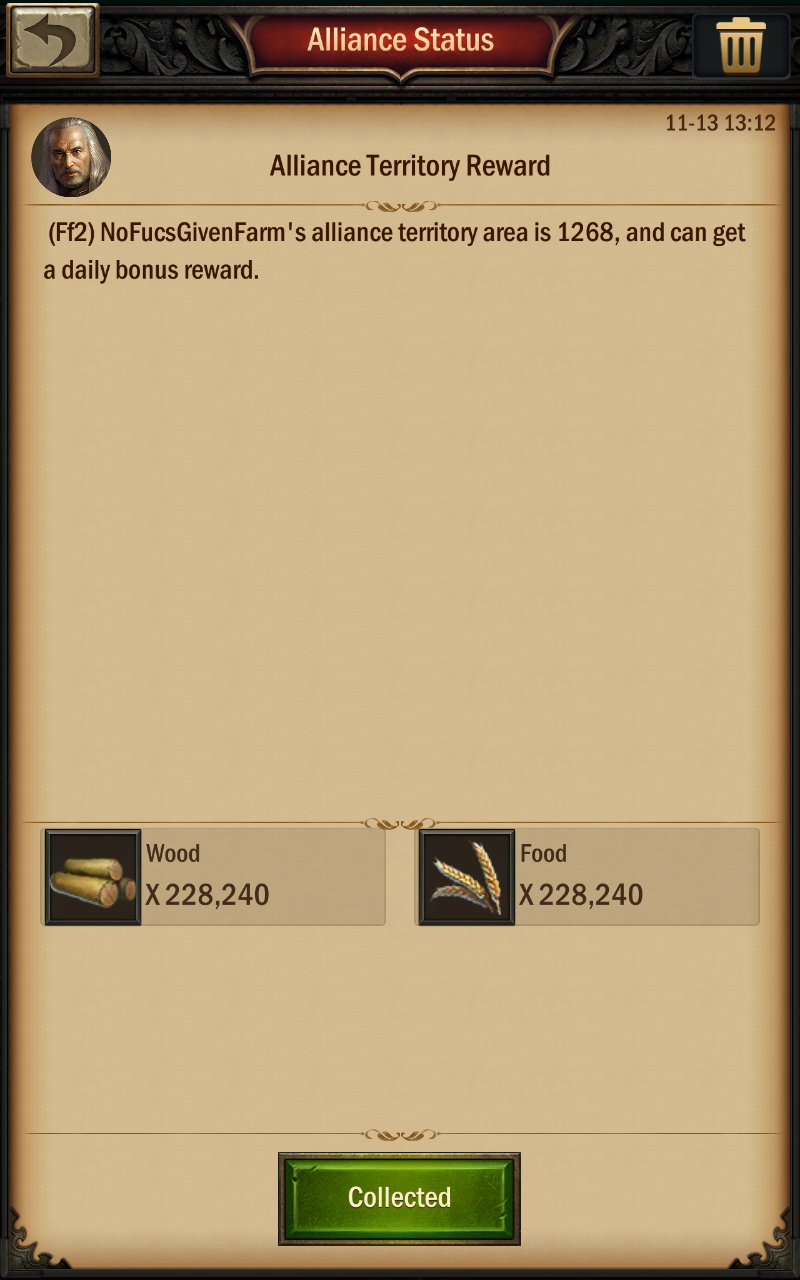 Alliance Status
11-13 13:12
Alliance Territory Reward
(Ff2) NoFucsGivenFarm's alliance territory area is 1268, and can get
a daily bonus reward.
Wood
X 228,240
Food
X 228,240
Collected